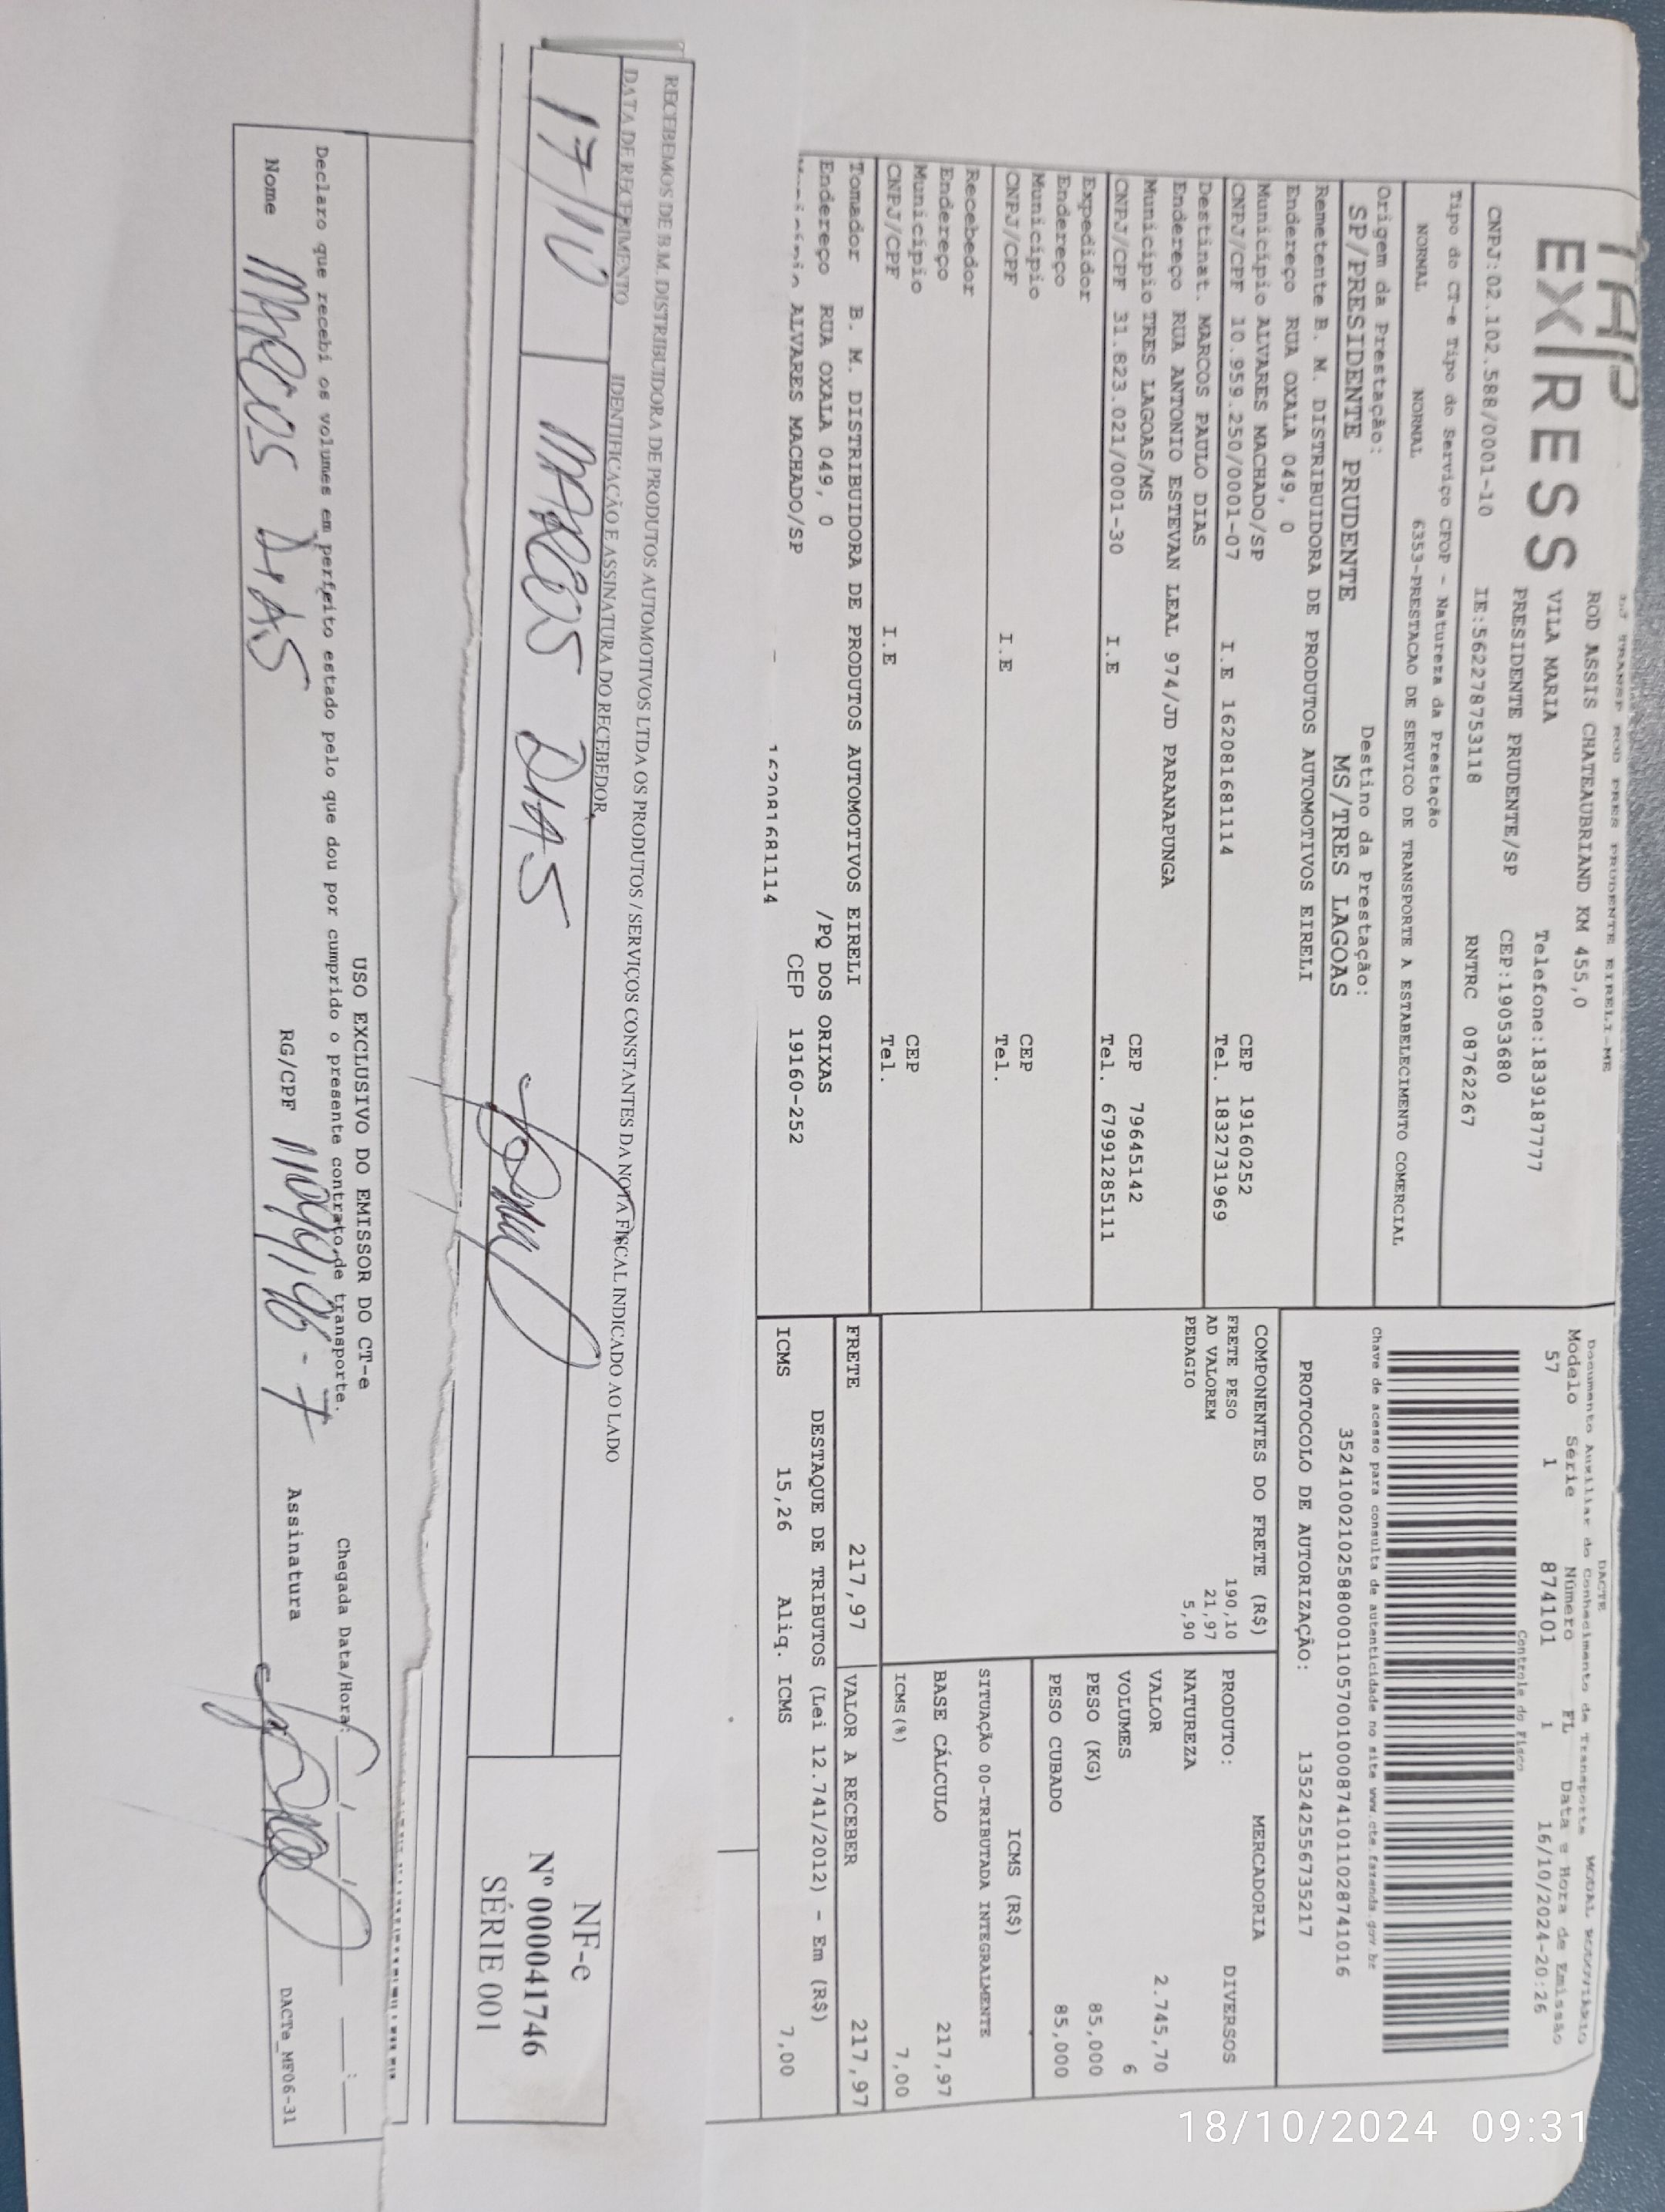 EXPRESS
ROD ASSIS CHATEAUBRIAND KM 455,0
VILA MARIA Telefone:1839187777
PRESIDENTE PRUDENTE/SP CEP:19053680
CNPJ:02.102.588/0001-10 IE:562278753118 RNTRC 08762267
Tipo do CT-e Tipo do Serviço CFOP - Natureza da Prestação
NORMAL NORMAL 6353-PRESTACAO DE SERVICO DE TRANSPORTE A ESTABELECIMENTO COMERCIAL
Origem da Prestação: Destino da Prestação:
SP/PRESIDENTE PRUDENTE MS/TRES LAGOAS
Remetente B. M. DISTRIBUIDORA DE PRODUTOS AUTOMOTIVOS EIRELI
Endereço RUA OXALA 049, 0
Município ALVARES MACHADO/SP CEP 19160252
CNPJ/CPF 10.959.250/0001-07 I.E 16208168​1114 Tel. 1832731969
Destinat. MARCOS PAULO DIAS
Endereço RUA ANTONIO ESTEVAN LEAL 974/JD PARANAPUNGA
Município TRES LAGOAS/MS CEP 79645142
CNPJ/CPF 31.823.021/0001-30 I.E Tel. 67991285111
Expedidor
Endereço
Município CEP
CNPJ/CPF I.E Tel.
Recebedor
Endereço
Município CEP
CNPJ/CPF I.E Tel.
Tomador B. M. DISTRIBUIDORA DE PRODUTOS AUTOMOTIVOS EIRELI
Endereço RUA OXALA 049, 0 /PQ DOS ORIXAS
ALVARES MACHADO/SP CEP 19160-252
162081681114
DACTE
Documento Auxiliar do Conhecimento de Transporte MODAL RODOVIARIO
Modelo Série Número FL Data e Hora de Emissão
57 1 874101 1 16/10/2024-20:26
Controle do Fisco
Chave de acesso para consulta de autenticidade no site www.cte.fazenda.gov.br
35241002102588000110570010008741011028741016
PROTOCOLO DE AUTORIZAÇÃO: 135242556735217
COMPONENTES DO FRETE (R$)
FRETE PESO 190,10
AD VALOREM 21,97
PEDAGIO 5,90
MERCADORIA
PRODUTO: DIVERSOS
NATUREZA
VALOR 2.745,70
VOLUMES 6
PESO (KG) 85,000
PESO CUBADO 85,000
ICMS (R$)
SITUAÇÃO 00-TRIBUTADA INTEGRALMENTE
BASE CÁLCULO 217,97
ICMS(%) 7,00
FRETE 217,97 VALOR A RECEBER 217,97
DESTAQUE DE TRIBUTOS (Lei 12.741/2012) - Em (R$)
ICMS 15,26 Aliq. ICMS 7,00
RECEBEMOS DE B.M. DISTRIBUIDORA DE PRODUTOS AUTOMOTIVOS LTDA OS PRODUTOS / SERVIÇOS CONSTANTES DA NOTA FISCAL INDICADO AO LADO
DATA DE RECEBIMENTO IDENTIFICAÇÃO E ASSINATURA DO RECEBEDOR
17/10 MARCOS DIAS
NF-e
Nº 000041746
SÉRIE 001
USO EXCLUSIVO DO EMISSOR DO CT-e
Declaro que recebi os volumes em perfeito estado pelo que dou por cumprido o presente contrato de transporte. Chegada Data/Hora:
Nome MARCOS DIAS RG/CPF Assinatura
DACTe_MF06-31
18/10/2024 09:31